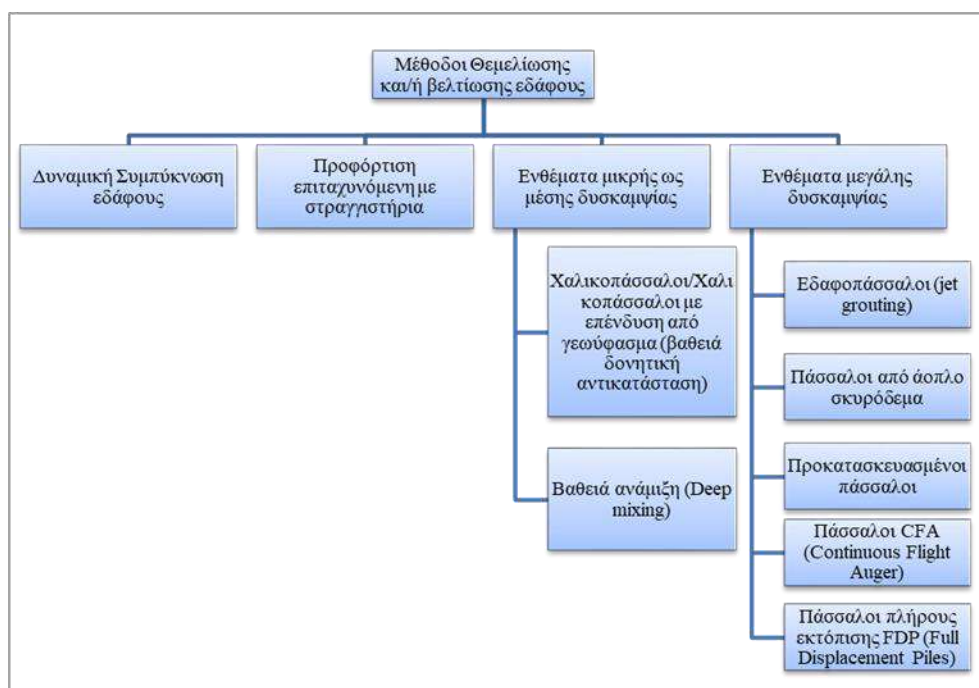 Μέθοδοι Θεμελίωσης
και/ή βελτίωσης εδάφους
Δυναμική Συμπύκνωση
εδάφους
Προφόρτιση
επιταχυνόμενη με
στραγγιστήρια
Ενθέματα μικρής ως
μέσης δυσκαμψίας
Ενθέματα μεγάλης
δυσκαμψίας
Χαλικοπάσσαλοι/Χαλι
κοπάσσαλοι με
επένδυση από
γεωύφασμα (βαθειά
δονητική
αντικατάσταση)
Βαθειά ανάμιξη (Deep
mixing)
Εδαφοπάσσαλοι (jet
grouting)
Πάσσαλοι από άοπλο
σκυρόδεμα
Προκατασκευασμένοι
πάσσαλοι
Πάσσαλοι CFA
(Continuous Flight
Auger)
Πάσσαλοι πλήρους
εκτόπισης FDP (Full
Displacement Piles)